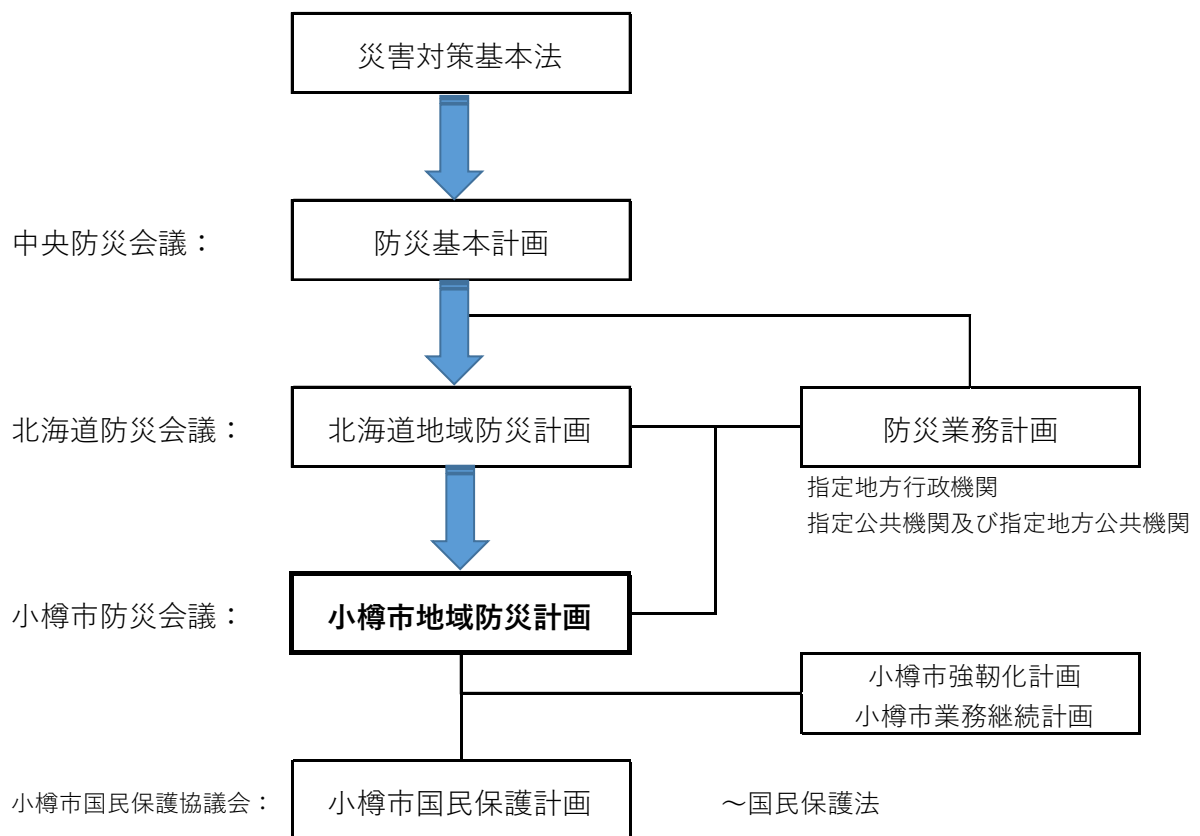 災害対策基本法
中央防災会議：
防災基本計画
北海道防災会議：
北海道地域防災計画
防災業務計画
指定地方行政機関
指定公共機関及び指定地方公共機関
小樽市防災会議：
小樽市地域防災計画
小樽市強靭化計画
小樽市業務継続計画
小樽市国民保護協議会：
小樽市国民保護計画
～国民保護法